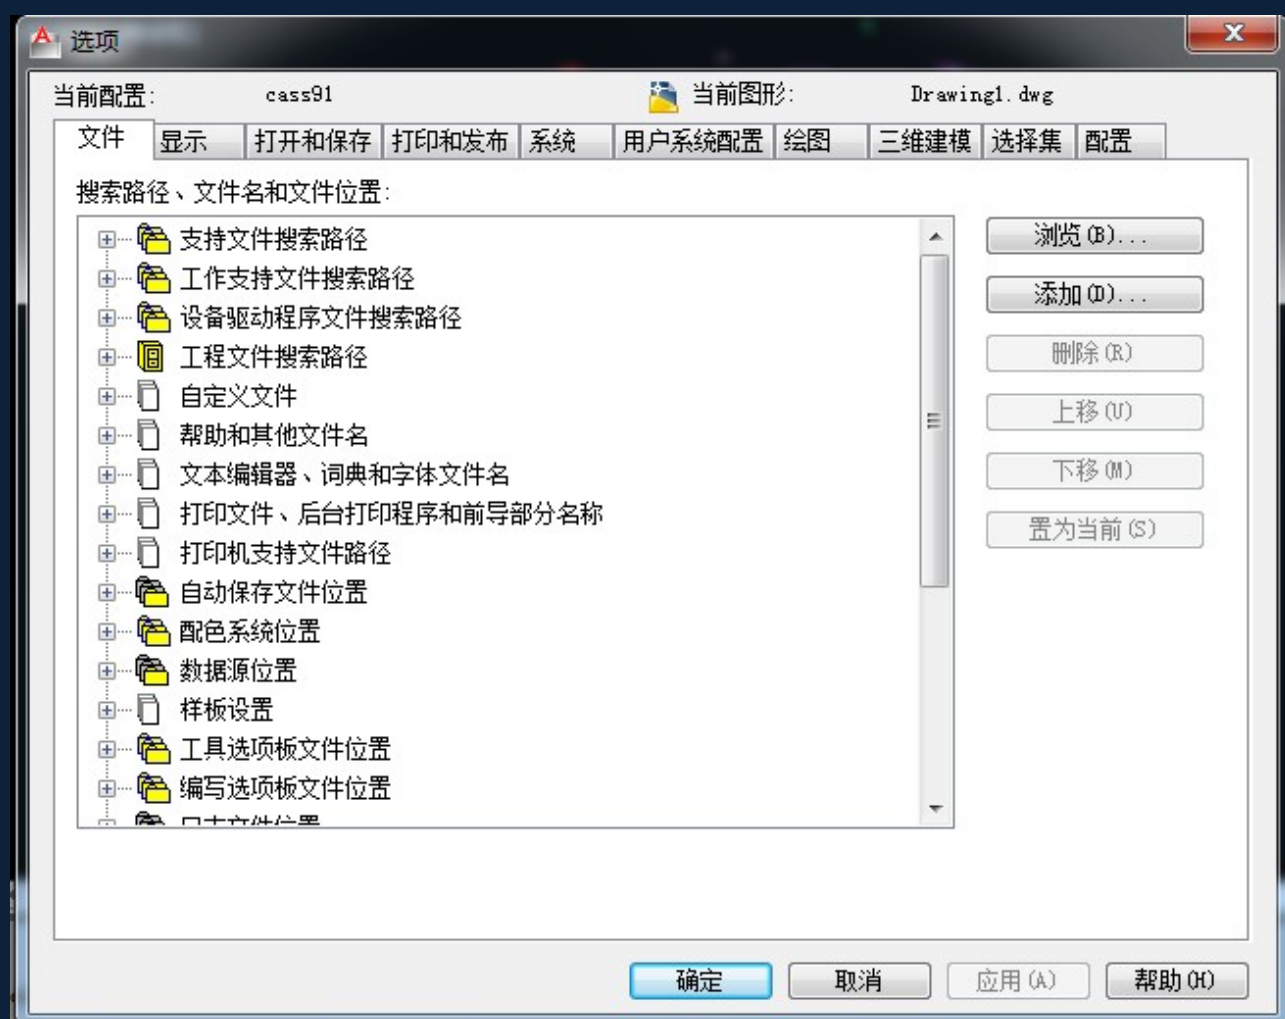 选项
当前配置: cass91 当前图形: Drawing1.dwg
文件 显示 打开和保存 打印和发布 系统 用户系统配置 绘图 三维建模 选择集 配置
搜索路径、文件名和文件位置:
支持文件搜索路径 浏览(B)...
工作支持文件搜索路径
添加(D)...
设备驱动程序文件搜索路径
工程文件搜索路径 删除(R)
自定义文件
上移(U)
帮助和其他文件名
文本编辑器、词典和字体文件名 下移(M)
打印文件、后台打印程序和前导部分名称
置为当前(S)
打印机支持文件路径
自动保存文件位置
配色系统位置
数据源位置
样板设置
工具选项板文件位置
编写选项板文件位置
日志文件位置
确定 取消 应用(A) 帮助(H)